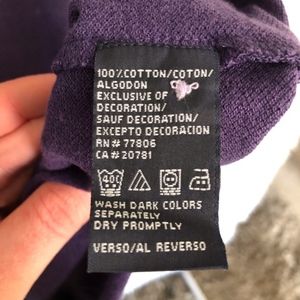 100%COTTON/COTON/
ALGODON
EXCLUSIVE OF
DECORATION/
SAUF DECORATION/
EXCEPTO DECORACION
RN# 77806
CA# 20781
40
WASH DARK COLORS
SEPARATELY
DRY PROMPTLY
VERSO/AL REVERSO